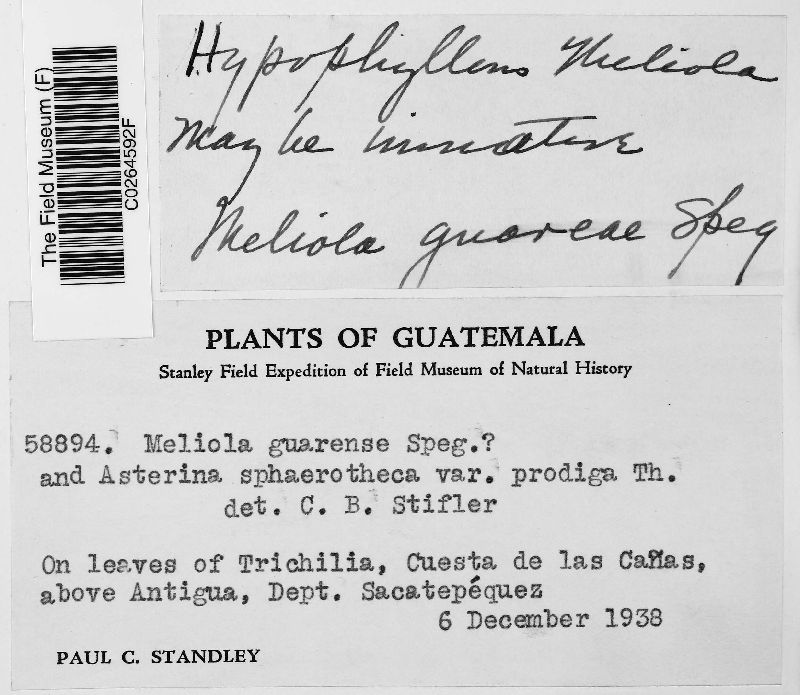 The Field Museum (F)
C0264592F
Hypophyllous Meliola
may be immature
Meliola guareae Speg
PLANTS OF GUATEMALA
Stanley Field Expedition of Field Museum of Natural History
58894. Meliola guarense Speg.?
and Asterina sphaerotheca var. prodiga Th.
det. C. B. Stifler
On leaves of Trichilia, Cuesta de las Cañas,
above Antigua, Dept. Sacatepéquez
6 December 1938
PAUL C. STANDLEY